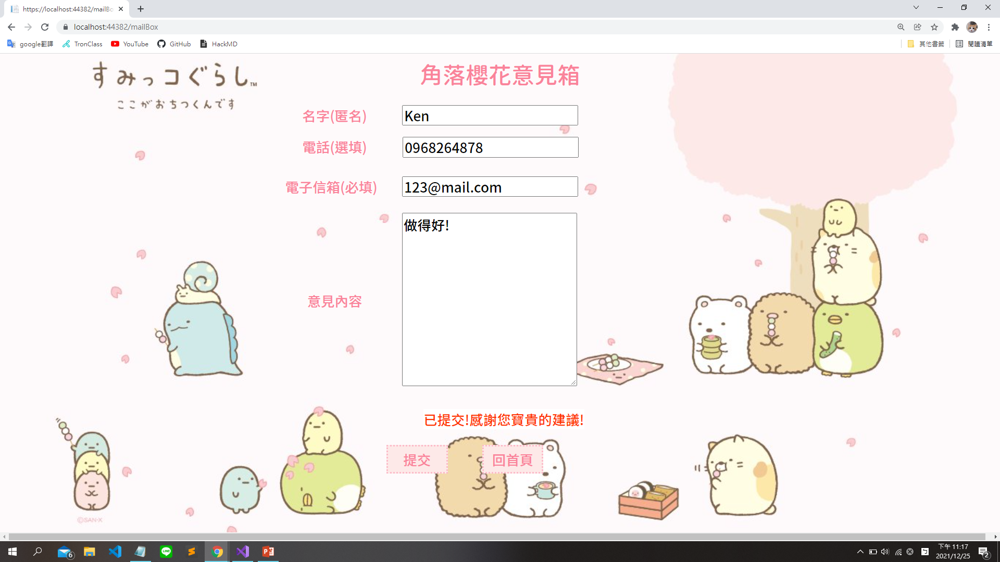 https://localhost:44382/mailBo
localhost:44382/mailBox
google翻譯
TronClass
YouTube
GitHub
HackMD
其他書籤
閱讀清單
すみっコぐらし™
ここがおちつくんです
角落櫻花意見箱
名字(匿名)
Ken
電話(選填)
0968264878
電子信箱(必填)
123@mail.com
意見內容
做得好!
已提交!感謝您寶貴的建議!
提交
回首頁
©SAN-X
6
LINE
下午 11:17
2021/12/25
2